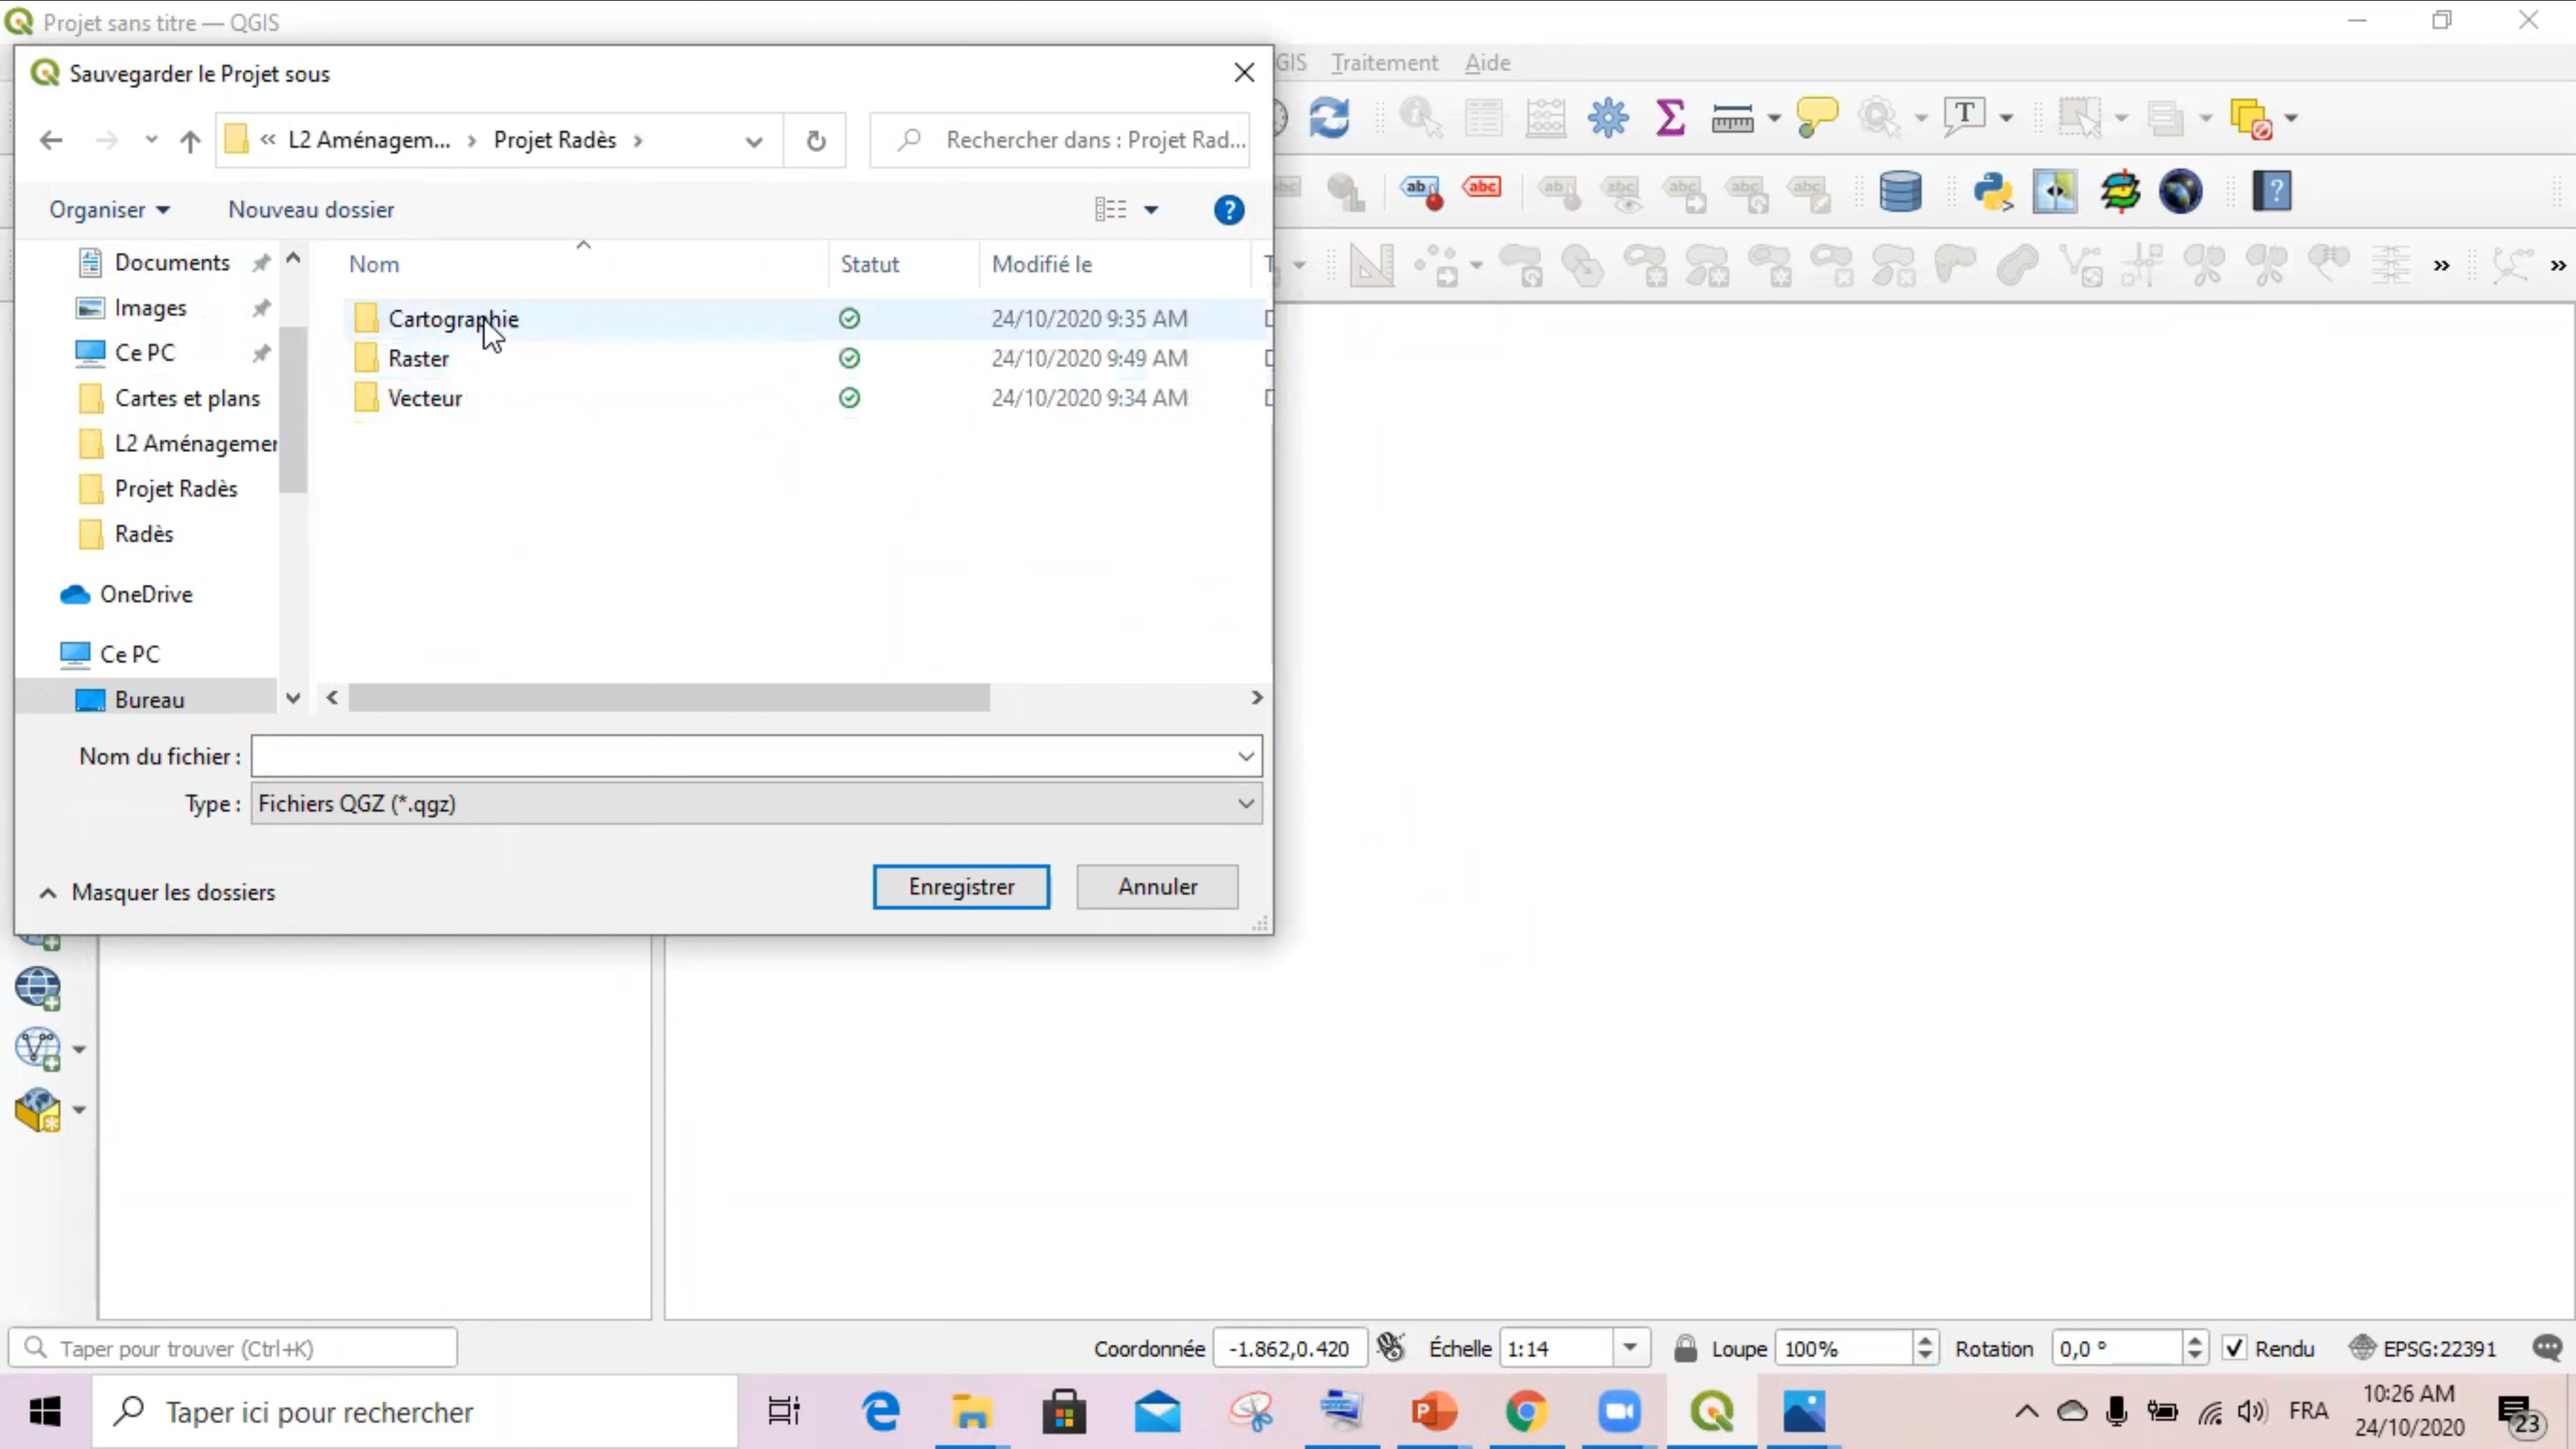 Projet sans titre — QGIS
Sauvegarder le Projet sous
GIS Traitement Aide
« L2 Aménagem... › Projet Radès ›
Rechercher dans : Projet Rad...
Organiser
Nouveau dossier
Documents
Images
Ce PC
Cartes et plans
L2 Aménagemer
Projet Radès
Radès
OneDrive
Ce PC
Bureau
Nom Statut Modifié le
Cartographie 24/10/2020 9:35 AM
Raster 24/10/2020 9:49 AM
Vecteur 24/10/2020 9:34 AM
Nom du fichier :
Type : Fichiers QGZ (*.qgz)
Masquer les dossiers
Enregistrer
Annuler
Taper pour trouver (Ctrl+K)
Coordonnée -1.862,0.420
Échelle 1:14
Loupe 100%
Rotation 0,0 °
Rendu
EPSG:22391
Taper ici pour rechercher
FRA
10:26 AM
24/10/2020
23